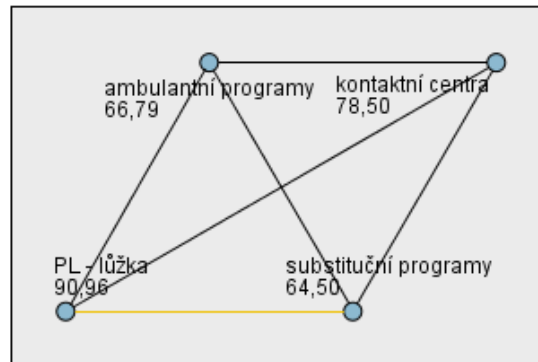 ambulantní programy
66,79
kontaktní centra
78,50
PL - lůžka
90,96
substituční programy
64,50